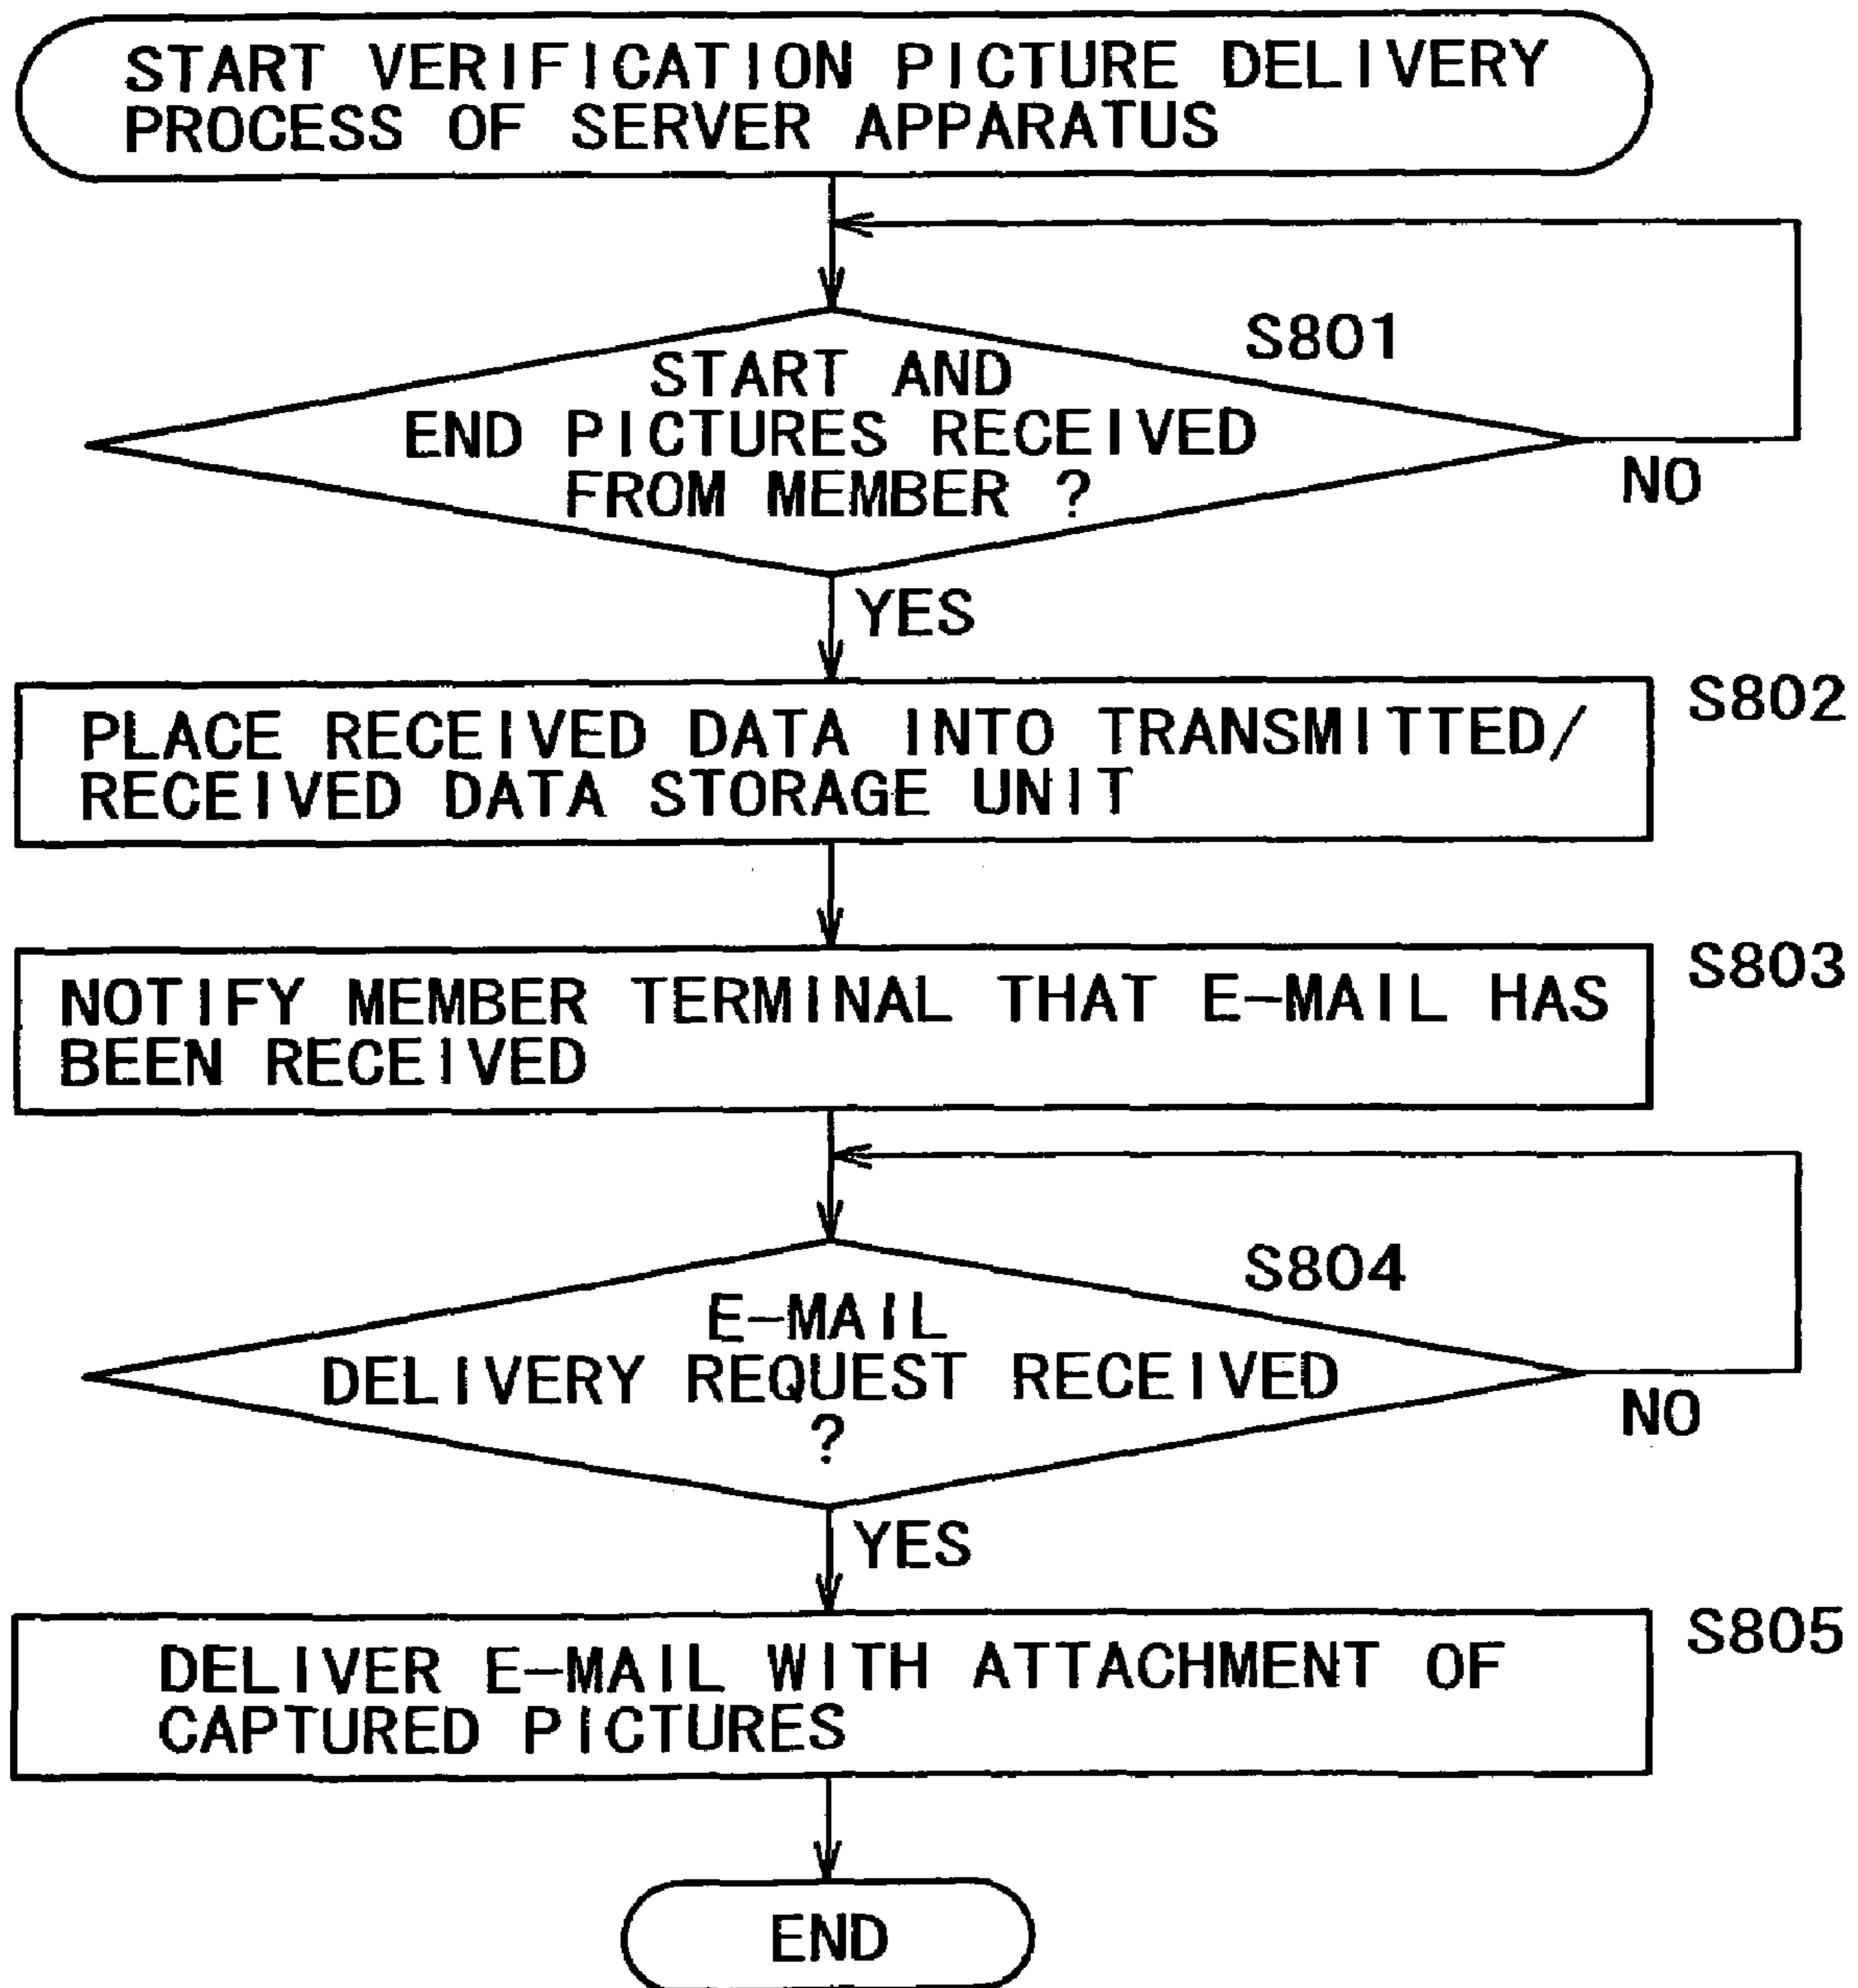 START VERIFICATION PICTURE DELIVERY
PROCESS OF SERVER APPARATUS
S801
START AND
END PICTURES RECEIVED
FROM MEMBER ?
NO
YES
S802
PLACE RECEIVED DATA INTO TRANSMITTED/
RECEIVED DATA STORAGE UNIT
S803
NOTIFY MEMBER TERMINAL THAT E-MAIL HAS
BEEN RECEIVED
S804
E-MAIL
DELIVERY REQUEST RECEIVED
?
NO
YES
S805
DELIVER E-MAIL WITH ATTACHMENT OF
CAPTURED PICTURES
END